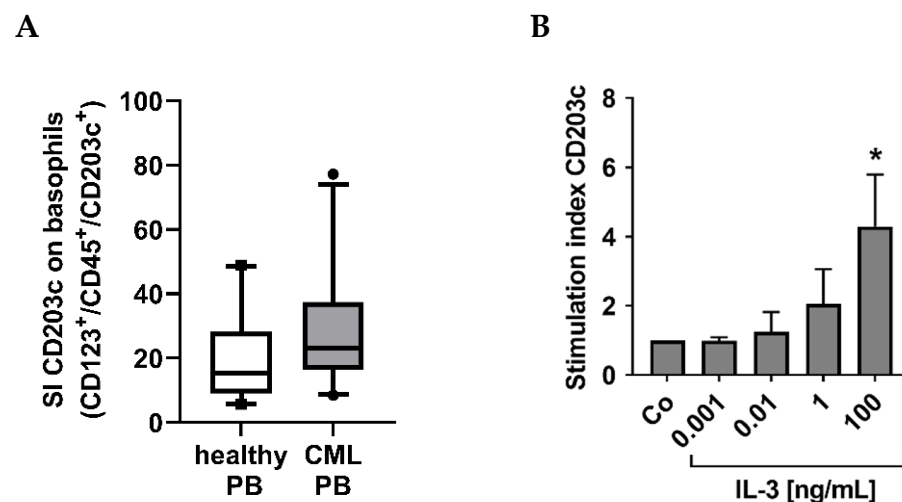 A
SI CD203c on basophils
(CD123⁺/CD45⁺/CD203c⁺)
100
80
60
40
20
0
healthy
PB
CML
PB
B
Stimulation index CD203c
8
6
4
2
0
*
Co
0.001
0.01
1
100
IL-3 [ng/mL]